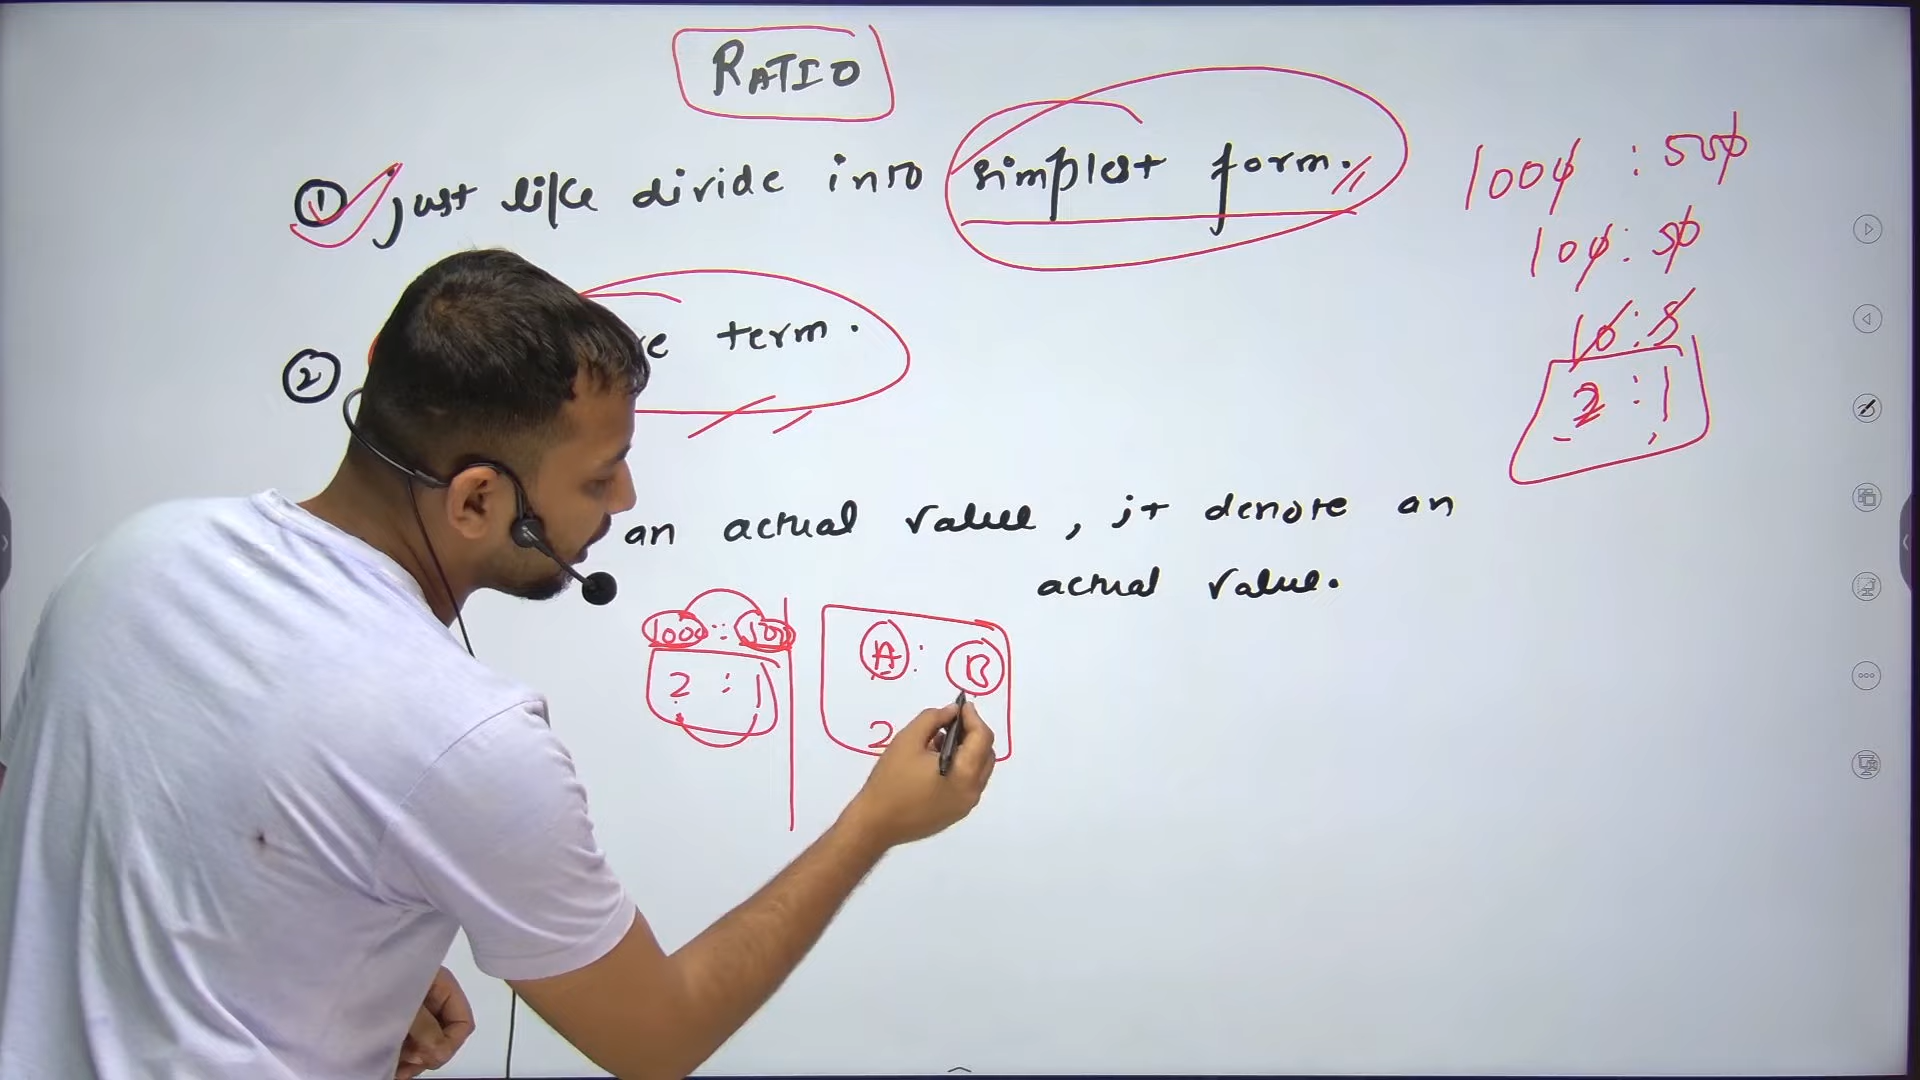 RATIO
① just like divide into simplest form.
1000 : 500
100 : 50
10 : 5
2 : 1
② term.
an actual value, it denote an
actual value.
1000 : 500
2 : 1
A : B
2